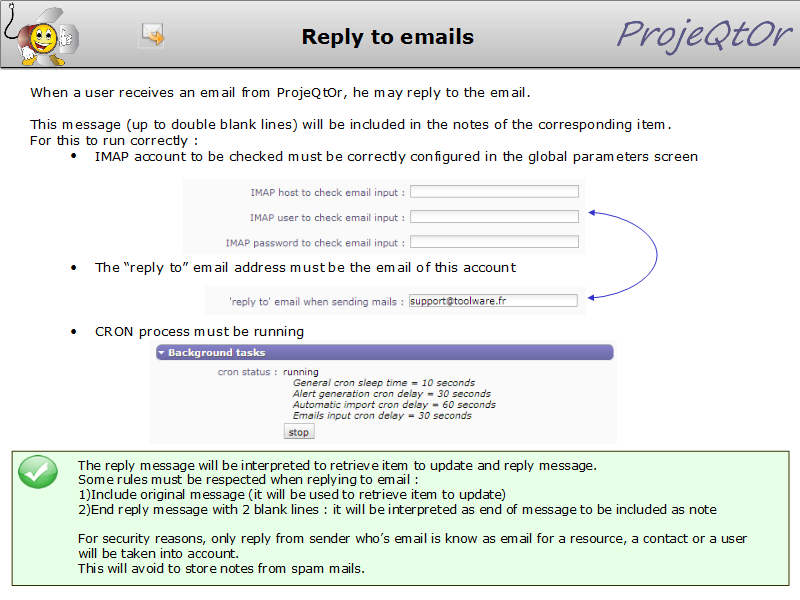 Reply to emails
ProjeQtOr
When a user receives an email from ProjeQtOr, he may reply to the email.
This message (up to double blank lines) will be included in the notes of the corresponding item.
For this to run correctly :
• IMAP account to be checked must be correctly configured in the global parameters screen
IMAP host to check email input :
IMAP user to check email input :
IMAP password to check email input :
• The “reply to” email address must be the email of this account
'reply to' email when sending mails : support@toolware.fr
• CRON process must be running
Background tasks
cron status : running
General cron sleep time = 10 seconds
Alert generation cron delay = 30 seconds
Automatic import cron delay = 60 seconds
Emails input cron delay = 30 seconds
stop
The reply message will be interpreted to retrieve item to update and reply message.
Some rules must be respected when replying to email :
1)Include original message (it will be used to retrieve item to update)
2)End reply message with 2 blank lines : it will be interpreted as end of message to be included as note
For security reasons, only reply from sender who’s email is know as email for a resource, a contact or a user
will be taken into account.
This will avoid to store notes from spam mails.